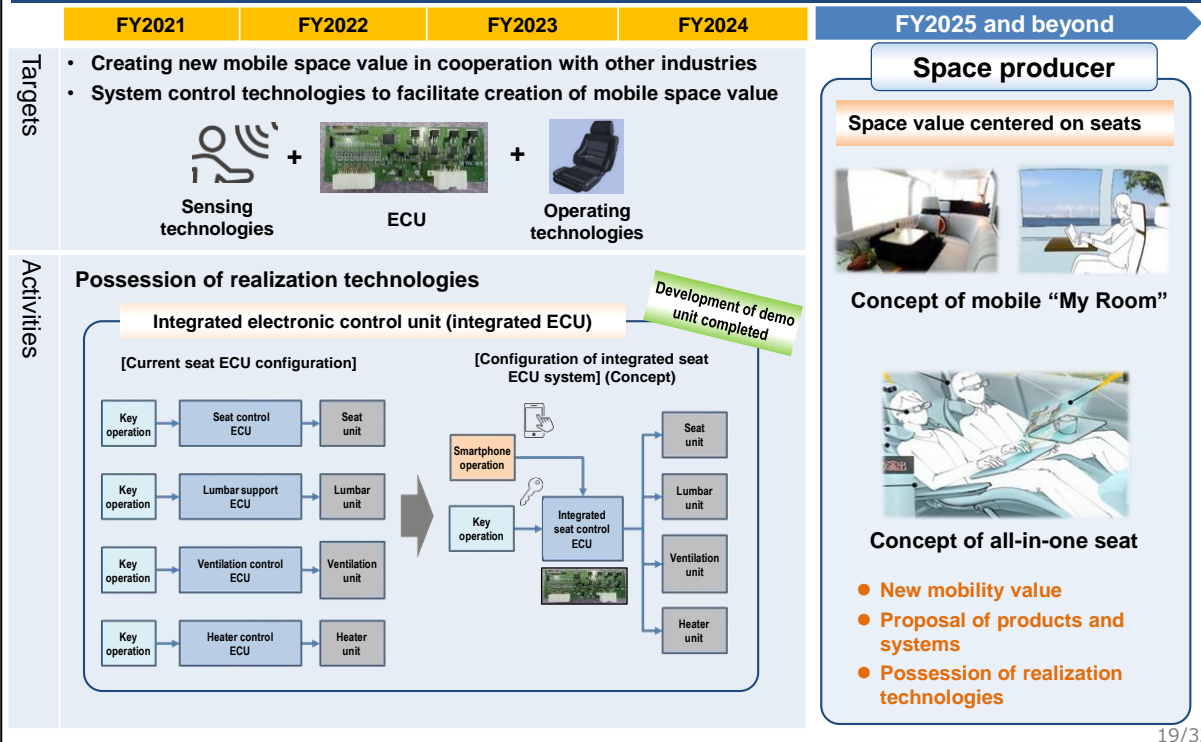 FY2021
FY2022
FY2023
FY2024
FY2025 and beyond
Targets
• Creating new mobile space value in cooperation with other industries
• System control technologies to facilitate creation of mobile space value
+
+
Sensing
technologies
ECU
Operating
technologies
Activities
Possession of realization technologies
Development of demo
unit completed
Integrated electronic control unit (integrated ECU)
[Current seat ECU configuration]
Key
operation
Seat control
ECU
Seat
unit
Key
operation
Lumbar support
ECU
Lumbar
unit
Key
operation
Ventilation control
ECU
Ventilation
unit
Key
operation
Heater control
ECU
Heater
unit
[Configuration of integrated seat
ECU system] (Concept)
Smartphone
operation
Key
operation
Integrated
seat control
ECU
Seat
unit
Lumbar
unit
Ventilation
unit
Heater
unit
Space producer
Space value centered on seats
Concept of mobile “My Room”
演出
Concept of all-in-one seat
● New mobility value
● Proposal of products and
systems
● Possession of realization
technologies
19/3